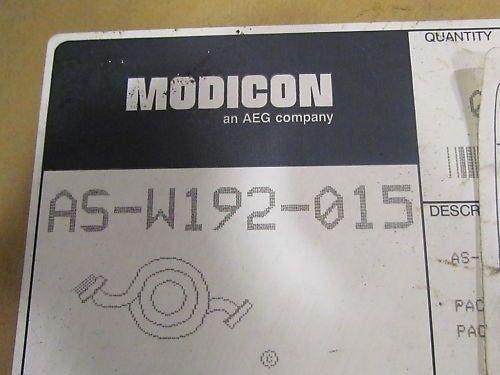 QUANTITY
MODICON
an AEG company
AS-W192-015
DESCR
AS-
PAC
PAC
©